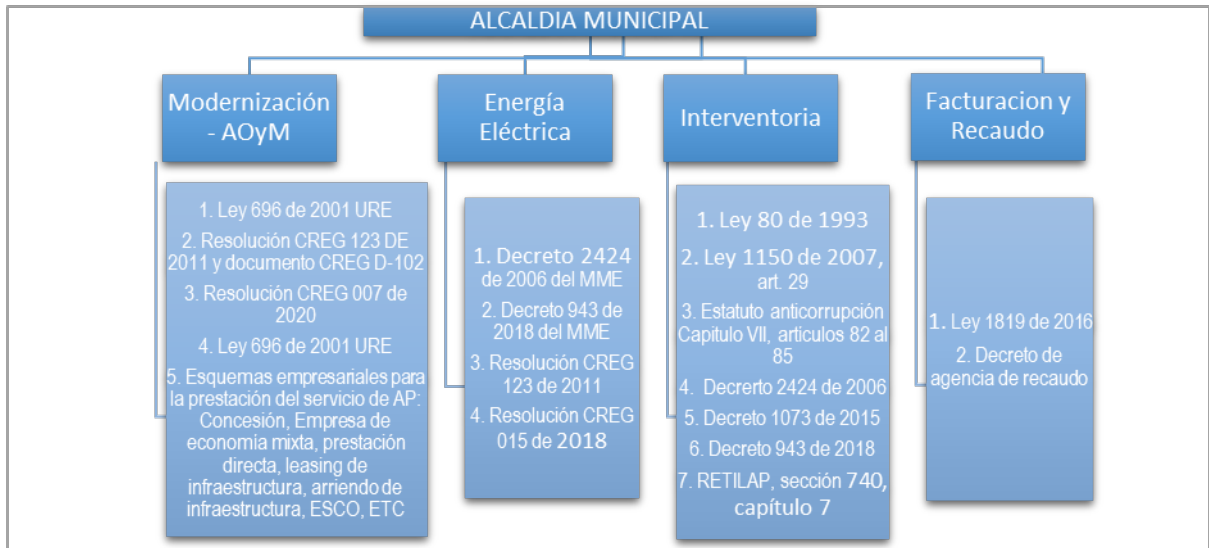 ALCALDIA MUNICIPAL
Modernización
- AOyM
1. Ley 696 de 2001 URE
2. Resolución CREG 123 DE
2011 y documento CREG D-102
3. Resolución CREG 007 de
2020
4. Ley 696 de 2001 URE
5. Esquemas empresariales para
la prestación del servicio de AP:
Concesión, Empresa de
economia mixta, prestación
directa, leasing de
infraestructura, arriendo de
infraestructura, ESCO, ETC
Energía
Eléctrica
1. Decreto 2424
de 2006 del MME
2. Decreto 943 de
2018 del MME
3. Resolución CREG
123 de 2011
4. Resolución CREG
015 de 2018
Interventoria
1. Ley 80 de 1993
2. Ley 1150 de 2007,
art. 29
3. Estatuto anticorrupción
Capitulo VII, articulos 82 al
85
4. Decrerto 2424 de 2006
5. Decreto 1073 de 2015
6. Decreto 943 de 2018
7. RETILAP, sección 740,
capítulo 7
Facturacion y
Recaudo
1. Ley 1819 de 2016
2. Decreto de
agencia de recaudo